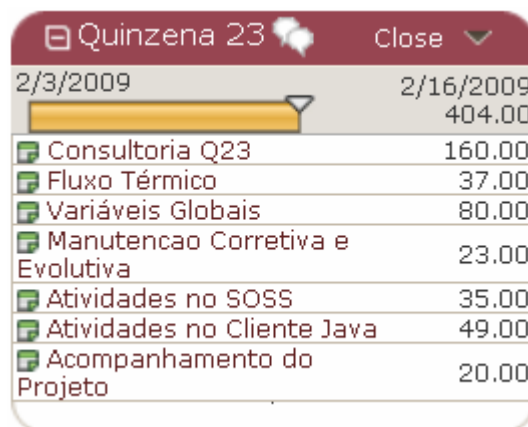 Quinzena 23 Close
2/3/2009 2/16/2009
404.00
Consultoria Q23 160.00
Fluxo Térmico 37.00
Variáveis Globais 80.00
Manutencao Corretiva e
Evolutiva 23.00
Atividades no SOSS 35.00
Atividades no Cliente Java 49.00
Acompanhamento do
Projeto 20.00